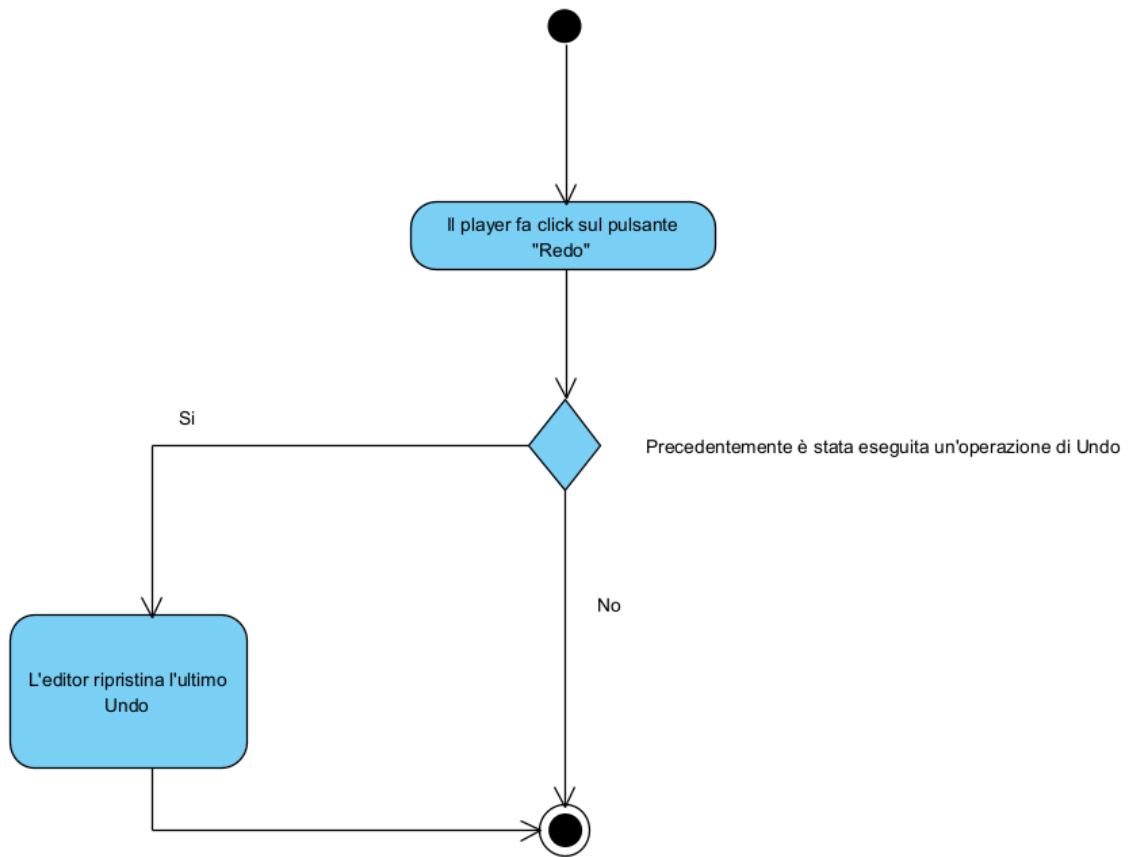 Il player fa click sul pulsante
"Redo"
Si
Precedentemente è stata eseguita un'operazione di Undo
No
L'editor ripristina l'ultimo
Undo